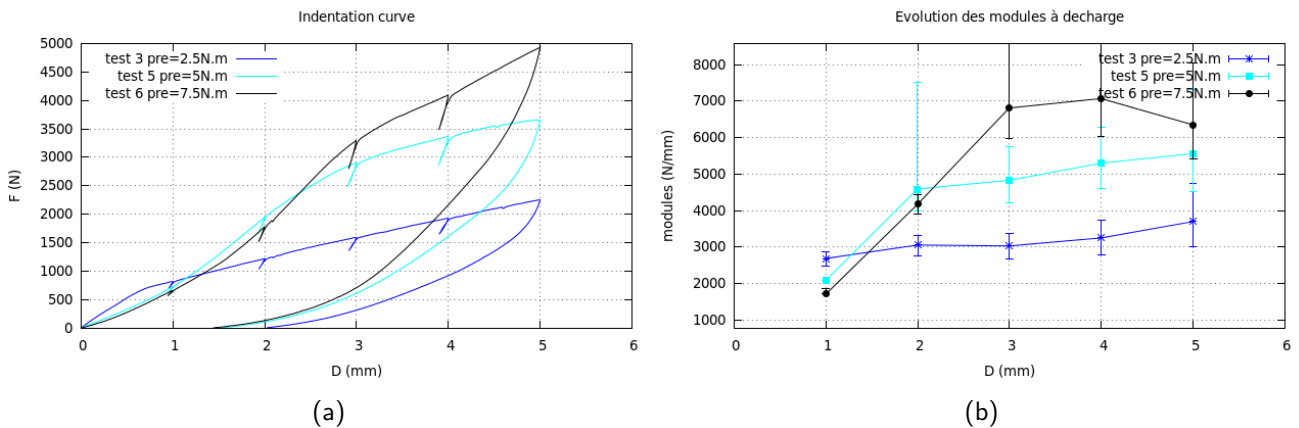 Indentation curve
5000
4500
4000
3500
3000
2500
2000
1500
1000
500
0
F (N)
test 3 pre=2.5N.m
test 5 pre=5N.m
test 6 pre=7.5N.m
0 1 2 3 4 5 6
D (mm)
(a)
Evolution des modules à decharge
8000
7000
6000
5000
4000
3000
2000
1000
modules (N/mm)
test 3 pre=2.5N.m
test 5 pre=5N.m
test 6 pre=7.5N.m
0 1 2 3 4 5 6
D (mm)
(b)